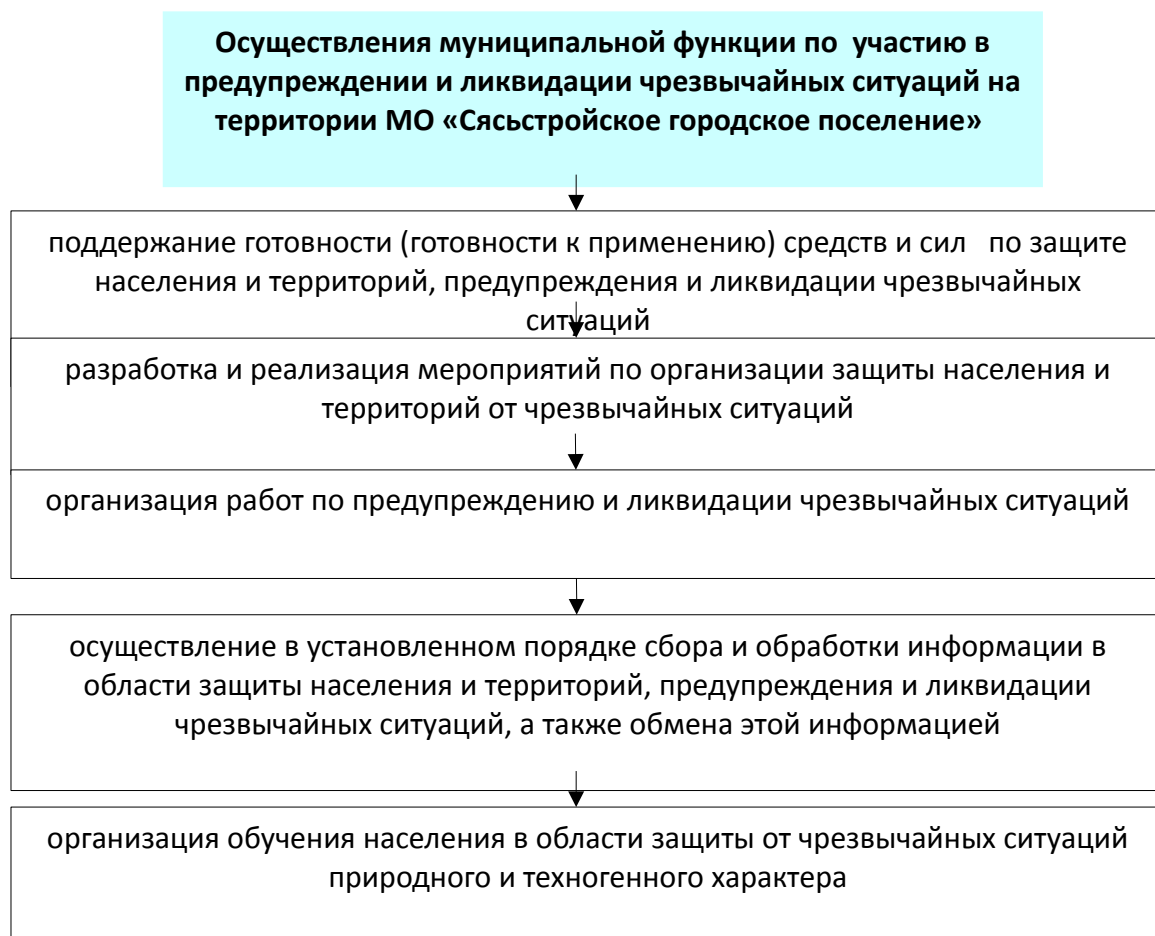 Осуществления муниципальной функции по  участию в
предупреждении и ликвидации чрезвычайных ситуаций на
территории МО «Сясьстройское городское поселение»
поддержание готовности (готовности к применению) средств и сил   по защите
населения и территорий, предупреждения и ликвидации чрезвычайных
ситуаций
разработка и реализация мероприятий по организации защиты населения и
территорий от чрезвычайных ситуаций
организация работ по предупреждению и ликвидации чрезвычайных ситуаций
осуществление в установленном порядке сбора и обработки информации в
области защиты населения и территорий, предупреждения и ликвидации
чрезвычайных ситуаций, а также обмена этой информацией
организация обучения населения в области защиты от чрезвычайных ситуаций
природного и техногенного характера